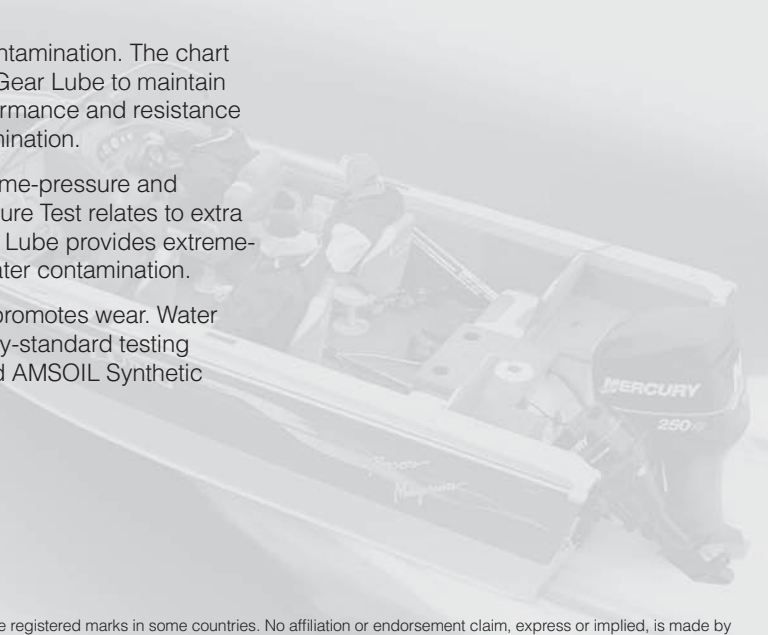 ntamination. The chart
Gear Lube to maintain
rmance and resistance
mination.
me-pressure and
ure Test relates to extra
Lube provides extreme-
ater contamination.
promotes wear. Water
y-standard testing
d AMSOIL Synthetic
MERCURY
250
e registered marks in some countries. No affiliation or endorsement claim, express or implied, is made by